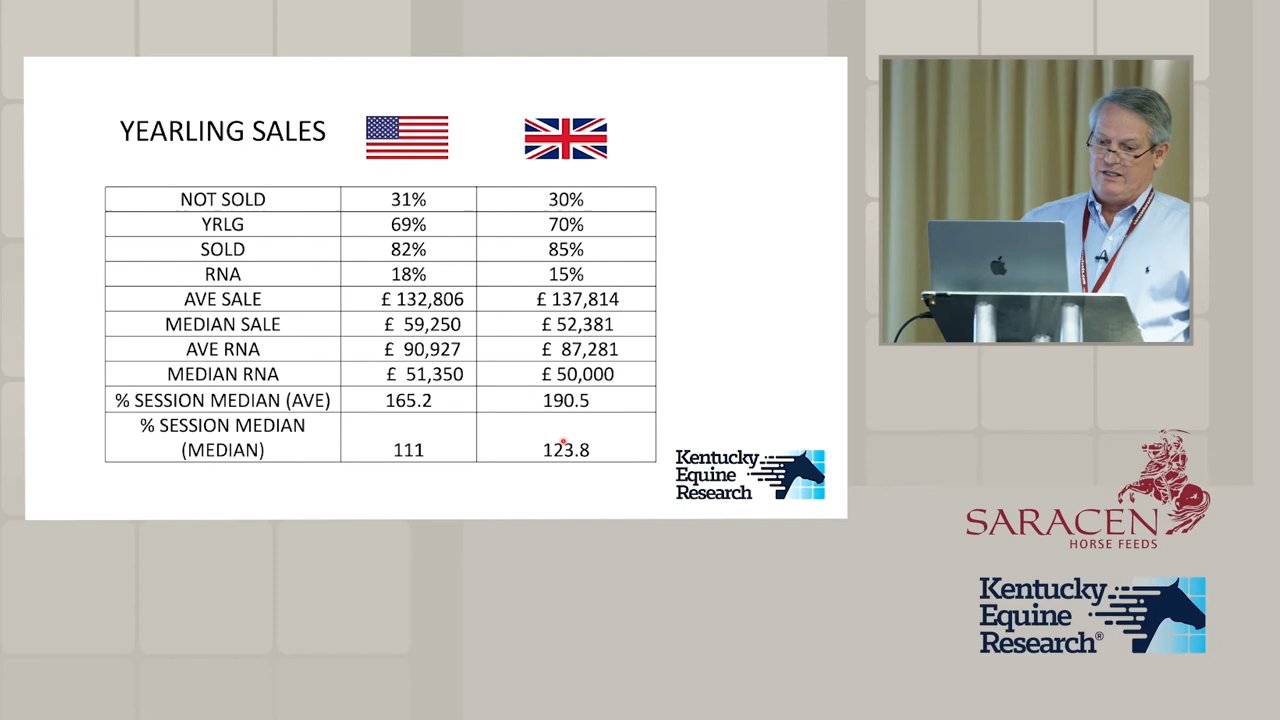 YEARLING SALES
NOT SOLD 31% 30%
YRLG 69% 70%
SOLD 82% 85%
RNA 18% 15%
AVE SALE £ 132,806 £ 137,814
MEDIAN SALE £ 59,250 £ 52,381
AVE RNA £ 90,927 £ 87,281
MEDIAN RNA £ 51,350 £ 50,000
% SESSION MEDIAN (AVE) 165.2 190.5
% SESSION MEDIAN
(MEDIAN) 111 123.8
Kentucky
Equine
Research
SARACEN
HORSE FEEDS
Kentucky
Equine
Research®